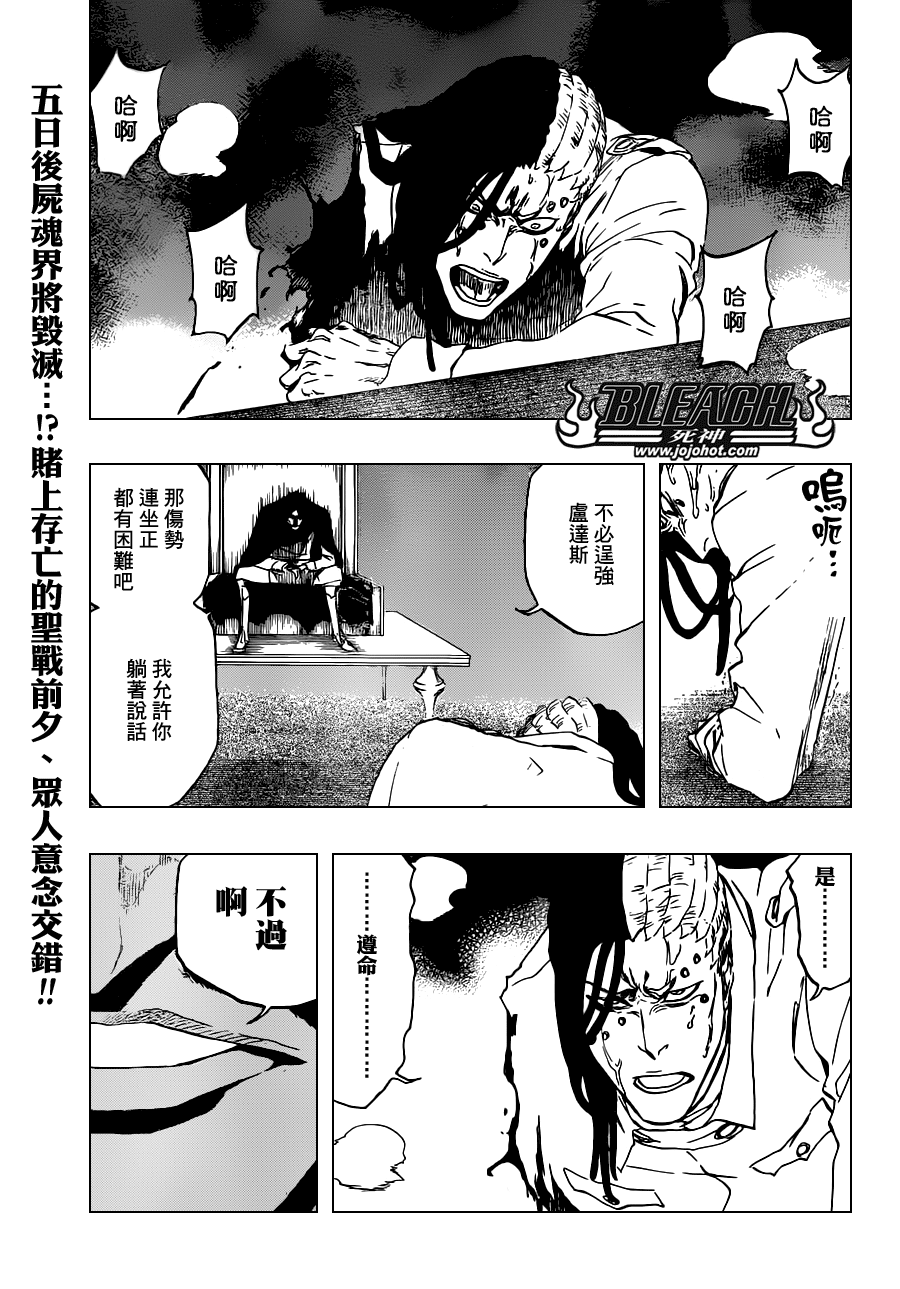 五日後屍魂界將毀滅…!?賭上存亡的聖戰前夕、眾人意念交錯!!
哈啊
哈啊
哈啊
哈啊
BLEACH
死神
www.jojohot.com
嗚呃…
不必逞強
盧達斯
那傷勢
連坐正
都有困難吧
我允許你
躺著說話
是………
………遵命………
不過
啊